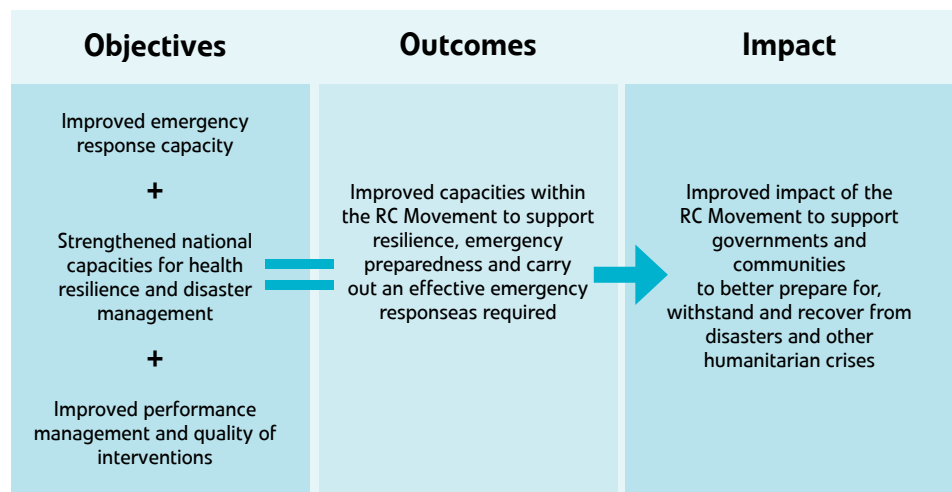 Objectives
Improved emergency
response capacity
+
Strengthened national
capacities for health
resilience and disaster
management
+
Improved performance
management and quality of
interventions
Outcomes
Improved capacities within
the RC Movement to support
resilience, emergency
preparedness and carry
out an effective emergency
responseas required
Impact
Improved impact of the
RC Movement to support
governments and
communities
to better prepare for,
withstand and recover from
disasters and other
humanitarian crises